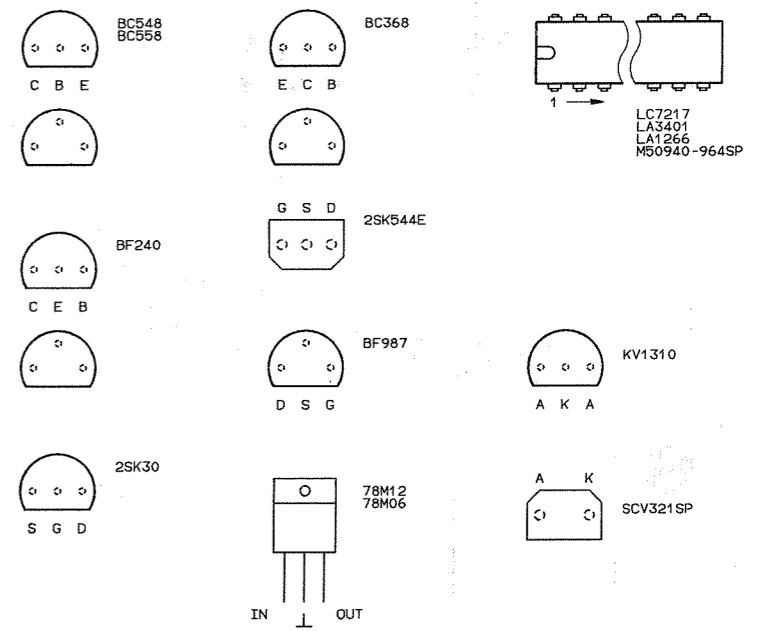 BC548
BC558
C B E
BC368
E C B
1
LC7217
LA3401
LA1266
M50940-964SP
BF240
C E B
G S D
2SK544E
BF987
D S G
KV1310
A K A
2SK30
S G D
78M12
78M06
IN ⊥ OUT
A K
SCV321SP